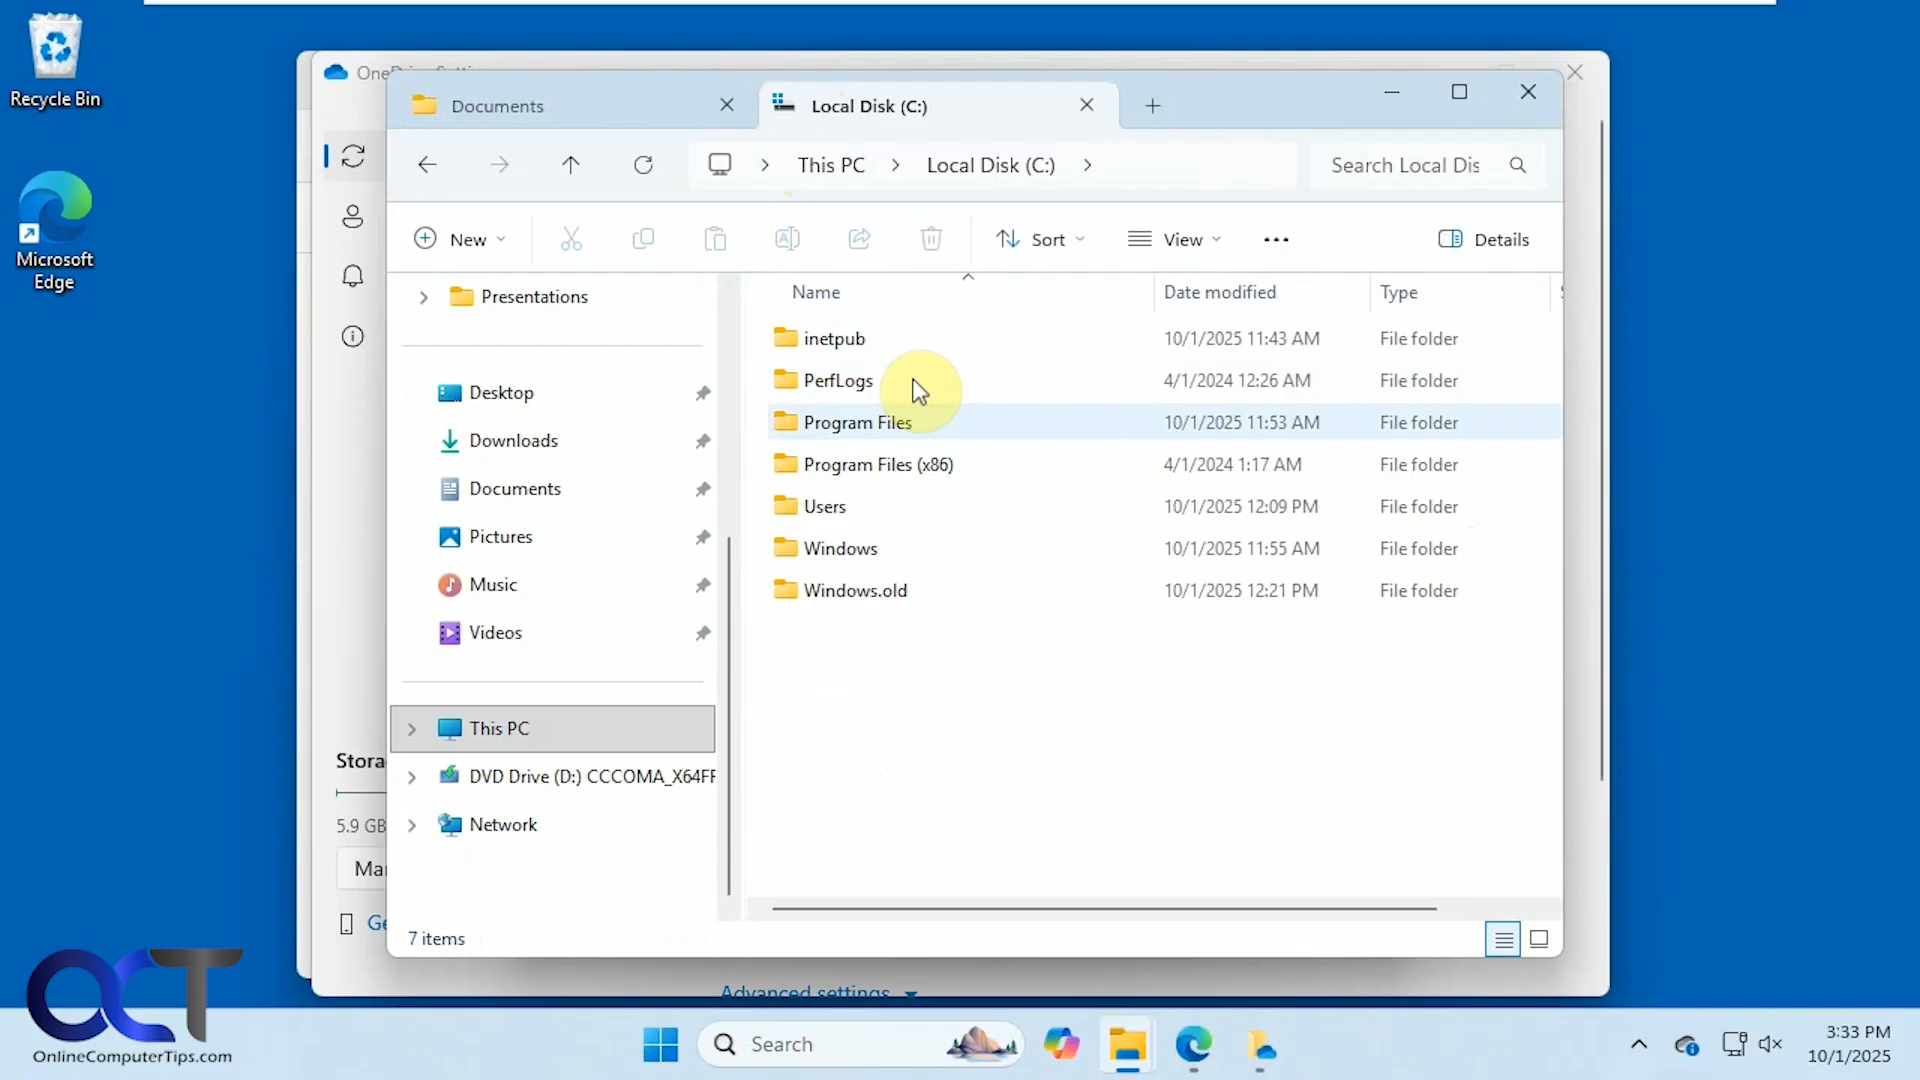 Recycle Bin
Microsoft
Edge
Documents
Local Disk (C:)
This PC
Local Disk (C:)
Search Local Dis
New
Sort
View
Details
Presentations
Desktop
Downloads
Documents
Pictures
Music
Videos
This PC
DVD Drive (D:) CCCOMA_X64FF
Network
Name
Date modified
Type
inetpub 10/1/2025 11:43 AM File folder
PerfLogs 4/1/2024 12:26 AM File folder
Program Files 10/1/2025 11:53 AM File folder
Program Files (x86) 4/1/2024 1:17 AM File folder
Users 10/1/2025 12:09 PM File folder
Windows 10/1/2025 11:55 AM File folder
Windows.old 10/1/2025 12:21 PM File folder
7 items
Stora
5.9 GB
Ma
Ge
Advanced settings
OCT
OnlineComputerTips.com
Search
3:33 PM
10/1/2025